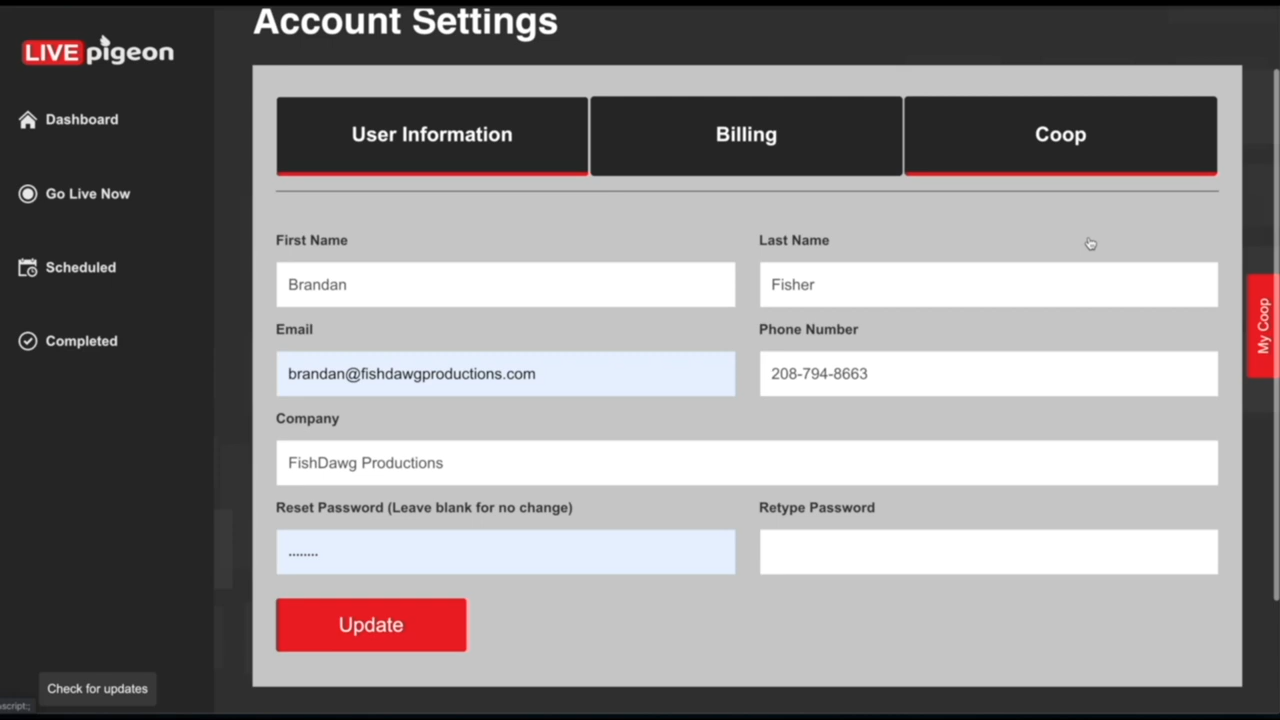 Account Settings
LIVE pigeon
Dashboard
Go Live Now
Scheduled
Completed
Check for updates
script:;
User Information
Billing
Coop
First Name
Last Name
Brandan
Fisher
Email
Phone Number
brandan@fishdawgproductions.com
208-794-8663
Company
FishDawg Productions
Reset Password (Leave blank for no change)
Retype Password
········
Update
My Coop